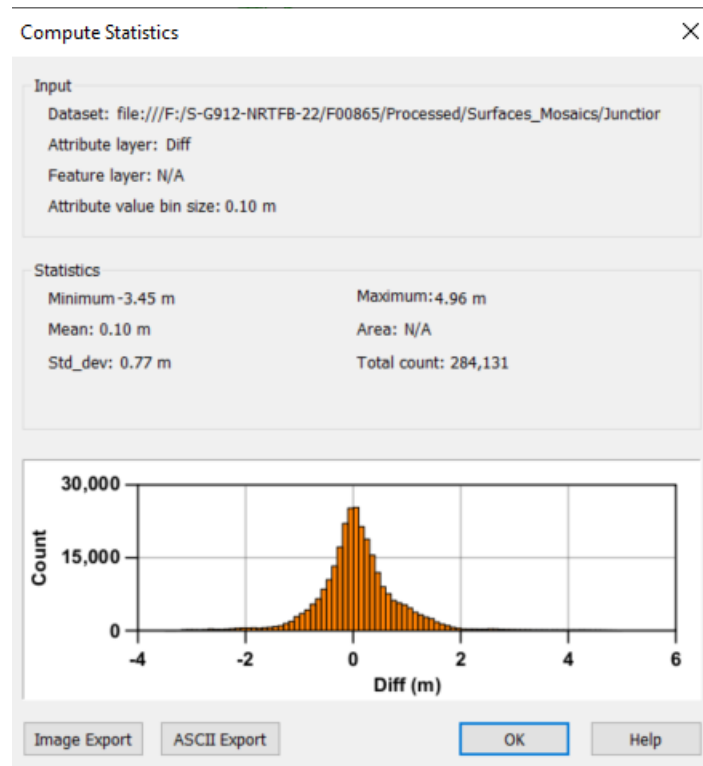 Compute Statistics
Input
Dataset: file:///F:/S-G912-NRTFB-22/F00865/Processed/Surfaces_Mosaics/Junctior
Attribute layer: Diff
Feature layer: N/A
Attribute value bin size: 0.10 m
Statistics
Minimum -3.45 m
Maximum: 4.96 m
Mean: 0.10 m
Area: N/A
Std_dev: 0.77 m
Total count: 284,131
30,000
15,000
0
Count
-4 -2 0 2 4 6
Diff (m)
Image Export ASCII Export OK Help